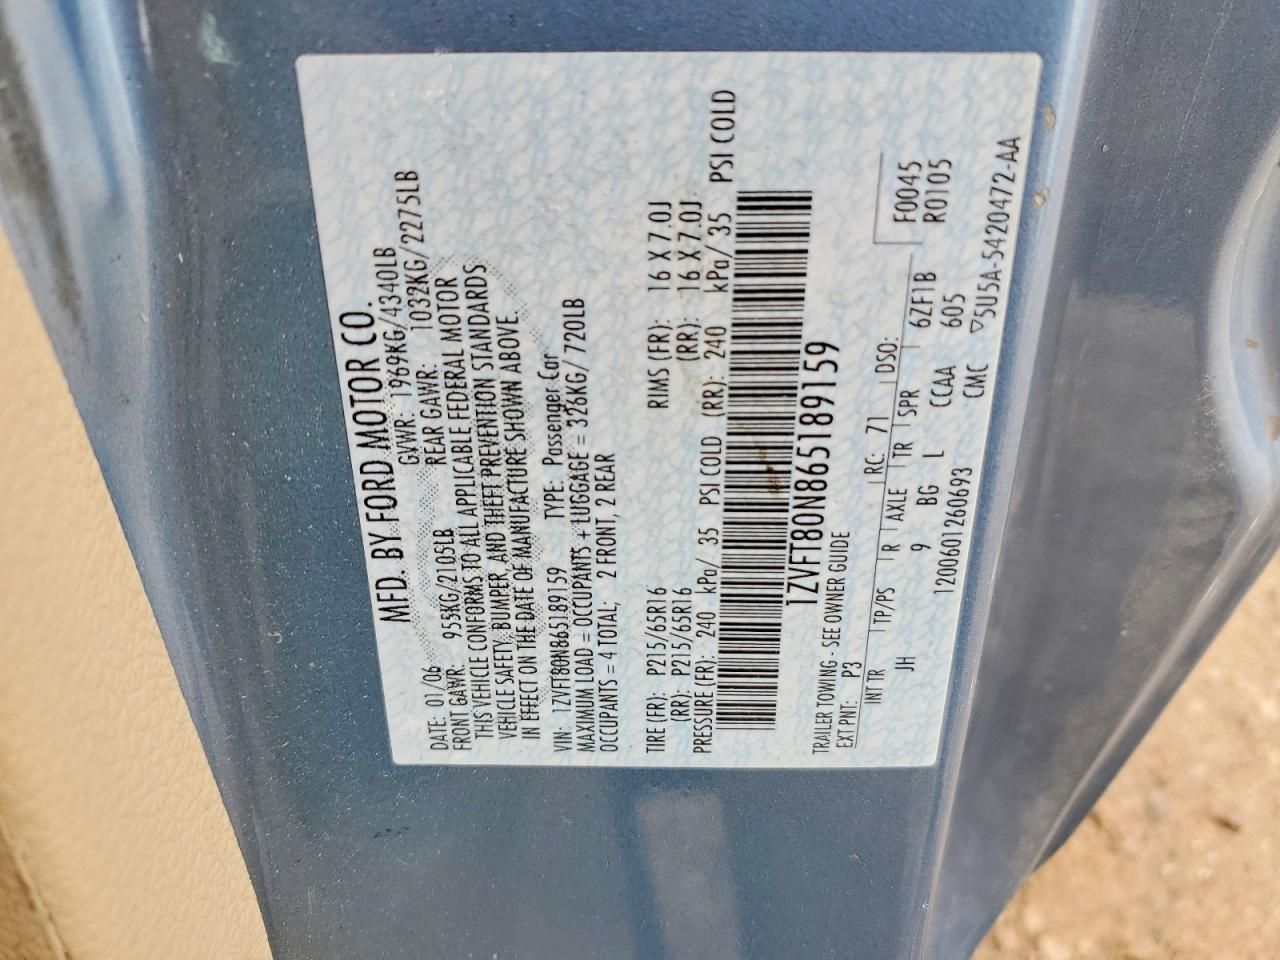 MFD. BY FORD MOTOR CO.
DATE: 01/06 GVWR: 1969KG/4340LB
FRONT GAWR: 955KG/2105LB REAR GAWR: 1032KG/2275LB
THIS VEHICLE CONFORMS TO ALL APPLICABLE FEDERAL MOTOR
VEHICLE SAFETY, BUMPER, AND THEFT PREVENTION STANDARDS
IN EFFECT ON THE DATE OF MANUFACTURE SHOWN ABOVE.
VIN: 1ZVFT80N865189159 TYPE: Passenger Car
MAXIMUM LOAD = OCCUPANTS + LUGGAGE = 326KG/720LB
OCCUPANTS = 4 TOTAL; 2 FRONT, 2 REAR
TIRE (FR): P215/65R16 RIMS (FR): 16 X 7.0J
(RR): P215/65R16 (RR): 16 X 7.0J
PRESSURE (FR): 240 kPa/ 35 PSI COLD (RR): 240 kPa/ 35 PSI COLD
1ZVFT80N865189159
TRAILER TOWING - SEE OWNER GUIDE
EXT PNT: P3 RC: 71 DSO: F0045
INT TR TP/PS R AXLE TR SPR 6ZF1B R0105
JH 9 BG L CCAA 605
1200601260693 CMC ▽5U5A-5420472-AA